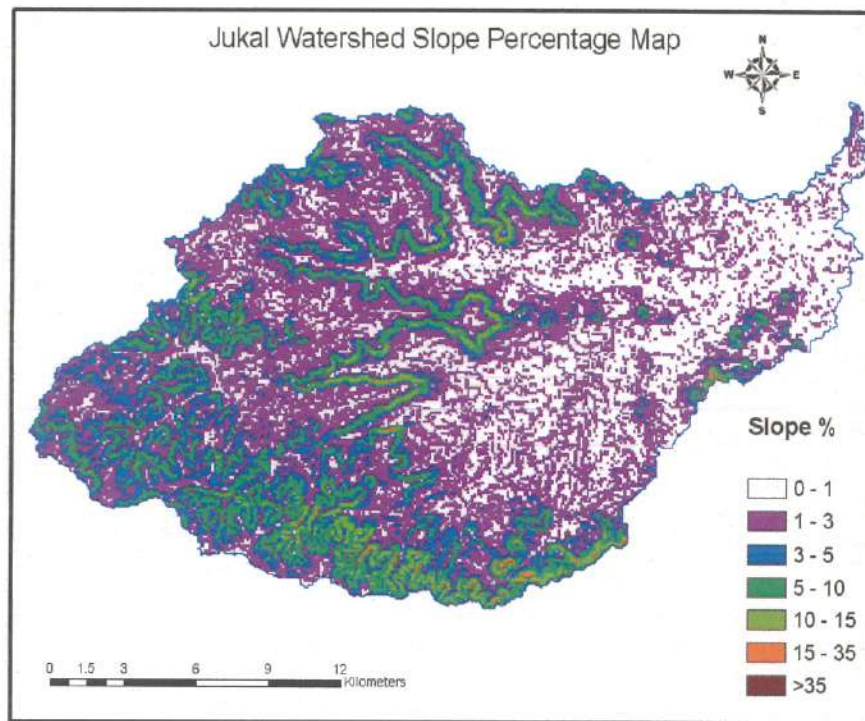 Jukal Watershed Slope Percentage Map
N
W E
S
Slope %
0 - 1
1 - 3
3 - 5
5 - 10
10 - 15
15 - 35
>35
0 1.5 3 6 9 12
Kilometers